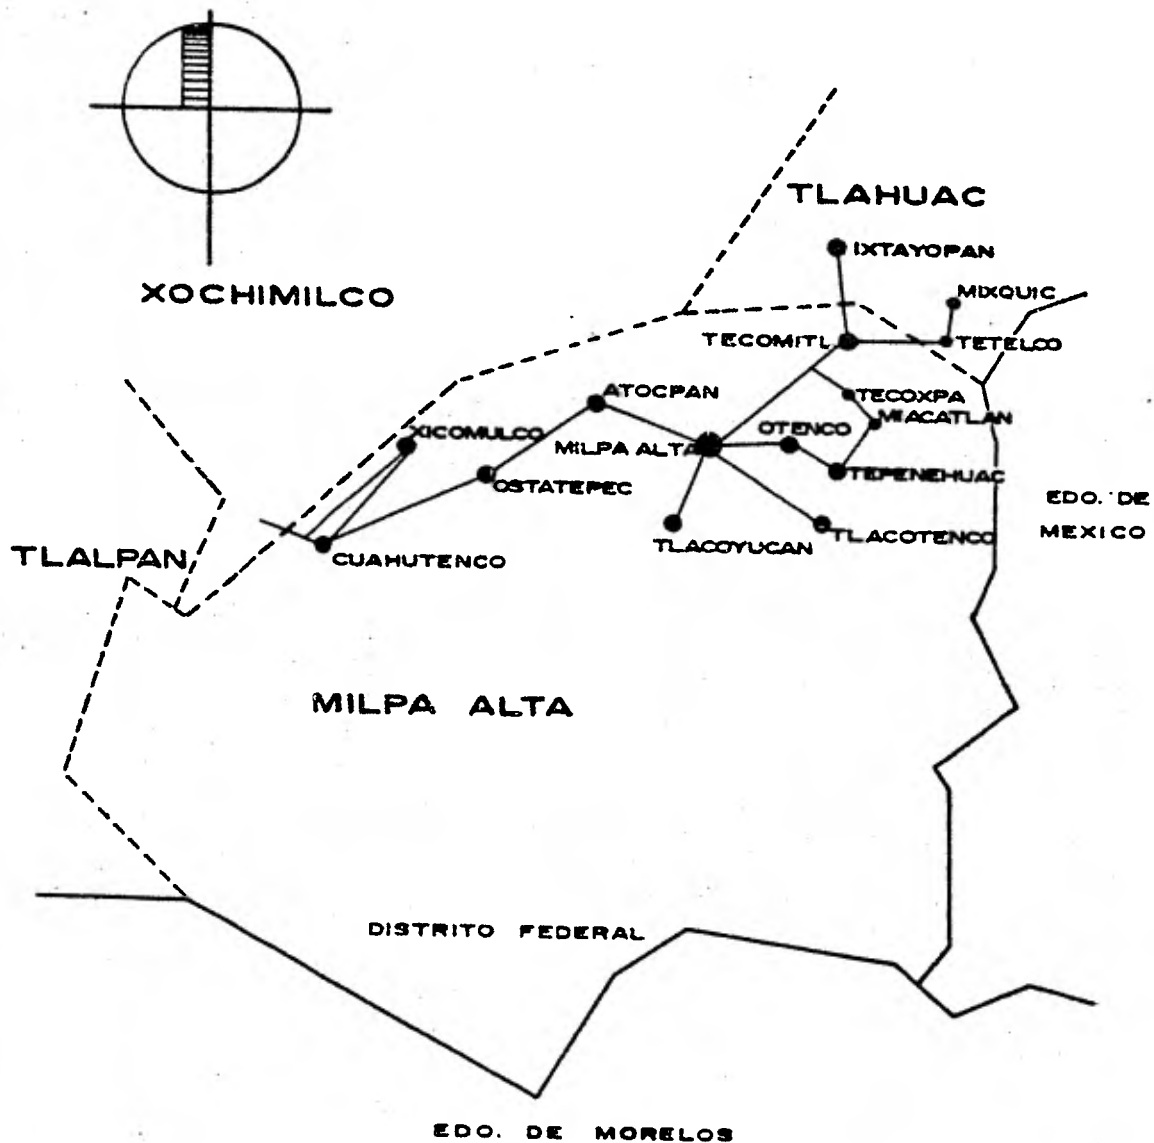 TLAHUAC
IXTAYOPAN
XOCHIMILCO
MIXQUIC
TECOMITL
TETELCO
ATOCPAN
TECOXPA
MIACATLAN
XICOMULCO
OTENCO
MILPA ALTA
OSTATEPEC
TEPENEHUAC
EDO. DE
MEXICO
TLACOYUCAN
TLACOTENCO
TLALPAN
CUAHUTENCO
MILPA ALTA
DISTRITO FEDERAL
EDO. DE MORELOS